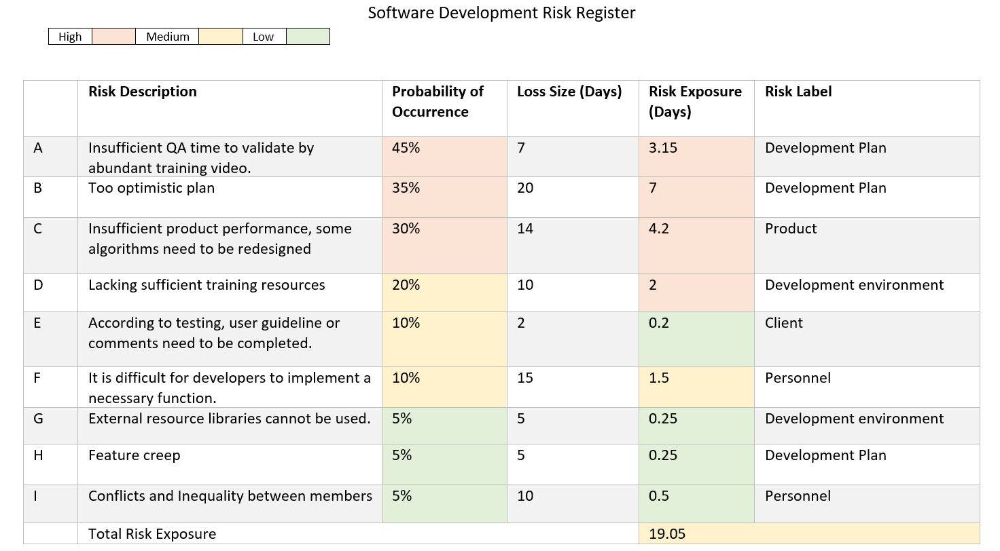 Software Development Risk Register
High Medium Low
Risk Description Probability of Loss Size (Days) Risk Exposure Risk Label
Occurrence (Days)
A Insufficient QA time to validate by 45% 7 3.15 Development Plan
abundant training video.
B Too optimistic plan 35% 20 7 Development Plan
C Insufficient product performance, some 30% 14 4.2 Product
algorithms need to be redesigned
D Lacking sufficient training resources 20% 10 2 Development environment
E According to testing, user guideline or 10% 2 0.2 Client
comments need to be completed.
F It is difficult for developers to implement a 10% 15 1.5 Personnel
necessary function.
G External resource libraries cannot be used. 5% 5 0.25 Development environment
H Feature creep 5% 5 0.25 Development Plan
I Conflicts and Inequality between members 5% 10 0.5 Personnel
Total Risk Exposure 19.05